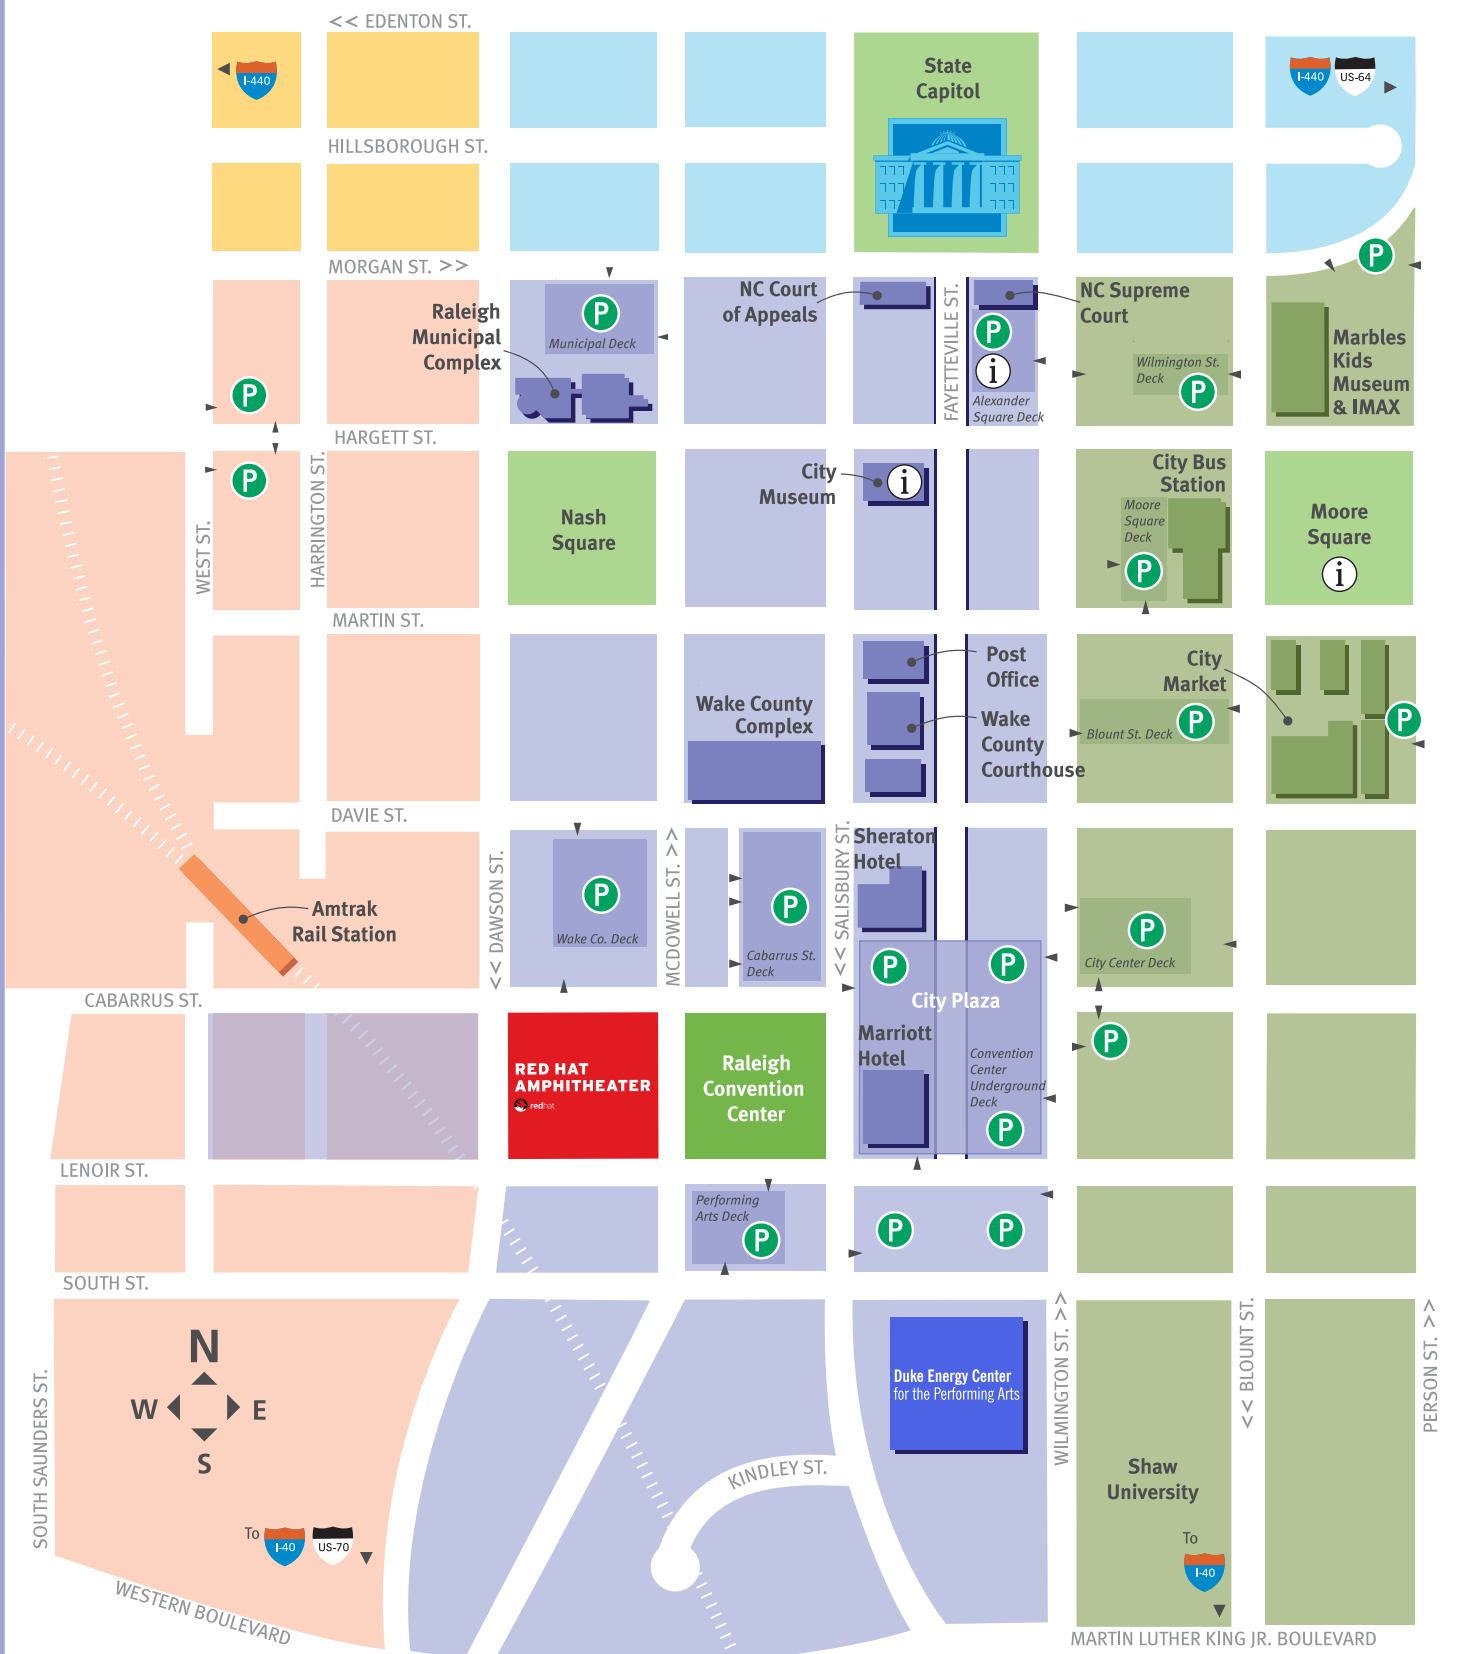 << EDENTON ST.
State
Capitol
I-440
I-440
US-64
HILLSBOROUGH ST.
MORGAN ST. >>
P
Raleigh
Municipal
Complex
P
Municipal Deck
NC Court
of Appeals
FAYETTEVILLE ST.
NC Supreme
Court
P
i
Alexander
Square Deck
Wilmington St.
Deck
P
Marbles
Kids
Museum
& IMAX
P
HARGETT ST.
P
WEST ST.
HARRINGTON ST.
Nash
Square
City
Museum
i
City Bus
Station
Moore
Square
Deck
P
Moore
Square
i
MARTIN ST.
Wake County
Complex
Post
Office
Wake
County
Courthouse
Blount St. Deck
P
City
Market
P
DAVIE ST.
Amtrak
Rail Station
<< DAWSON ST.
P
Wake Co. Deck
MCDOWELL ST. >>
P
Cabarrus St.
Deck
<< SALISBURY ST.
Sheraton
Hotel
P
P
City Plaza
P
City Center Deck
CABARRUS ST.
RED HAT
AMPHITHEATER
redhat
Raleigh
Convention
Center
Marriott
Hotel
Convention
Center
Underground
Deck
P
P
LENOIR ST.
Performing
Arts Deck
P
P
P
SOUTH ST.
N
W
E
S
SOUTH SAUNDERS ST.
To
I-40
US-70
WESTERN BOULEVARD
KINDLEY ST.
Duke Energy Center
for the Performing Arts
WILMINGTON ST. >>
Shaw
University
To
I-40
<< BLOUNT ST.
PERSON ST. >>
MARTIN LUTHER KING JR. BOULEVARD